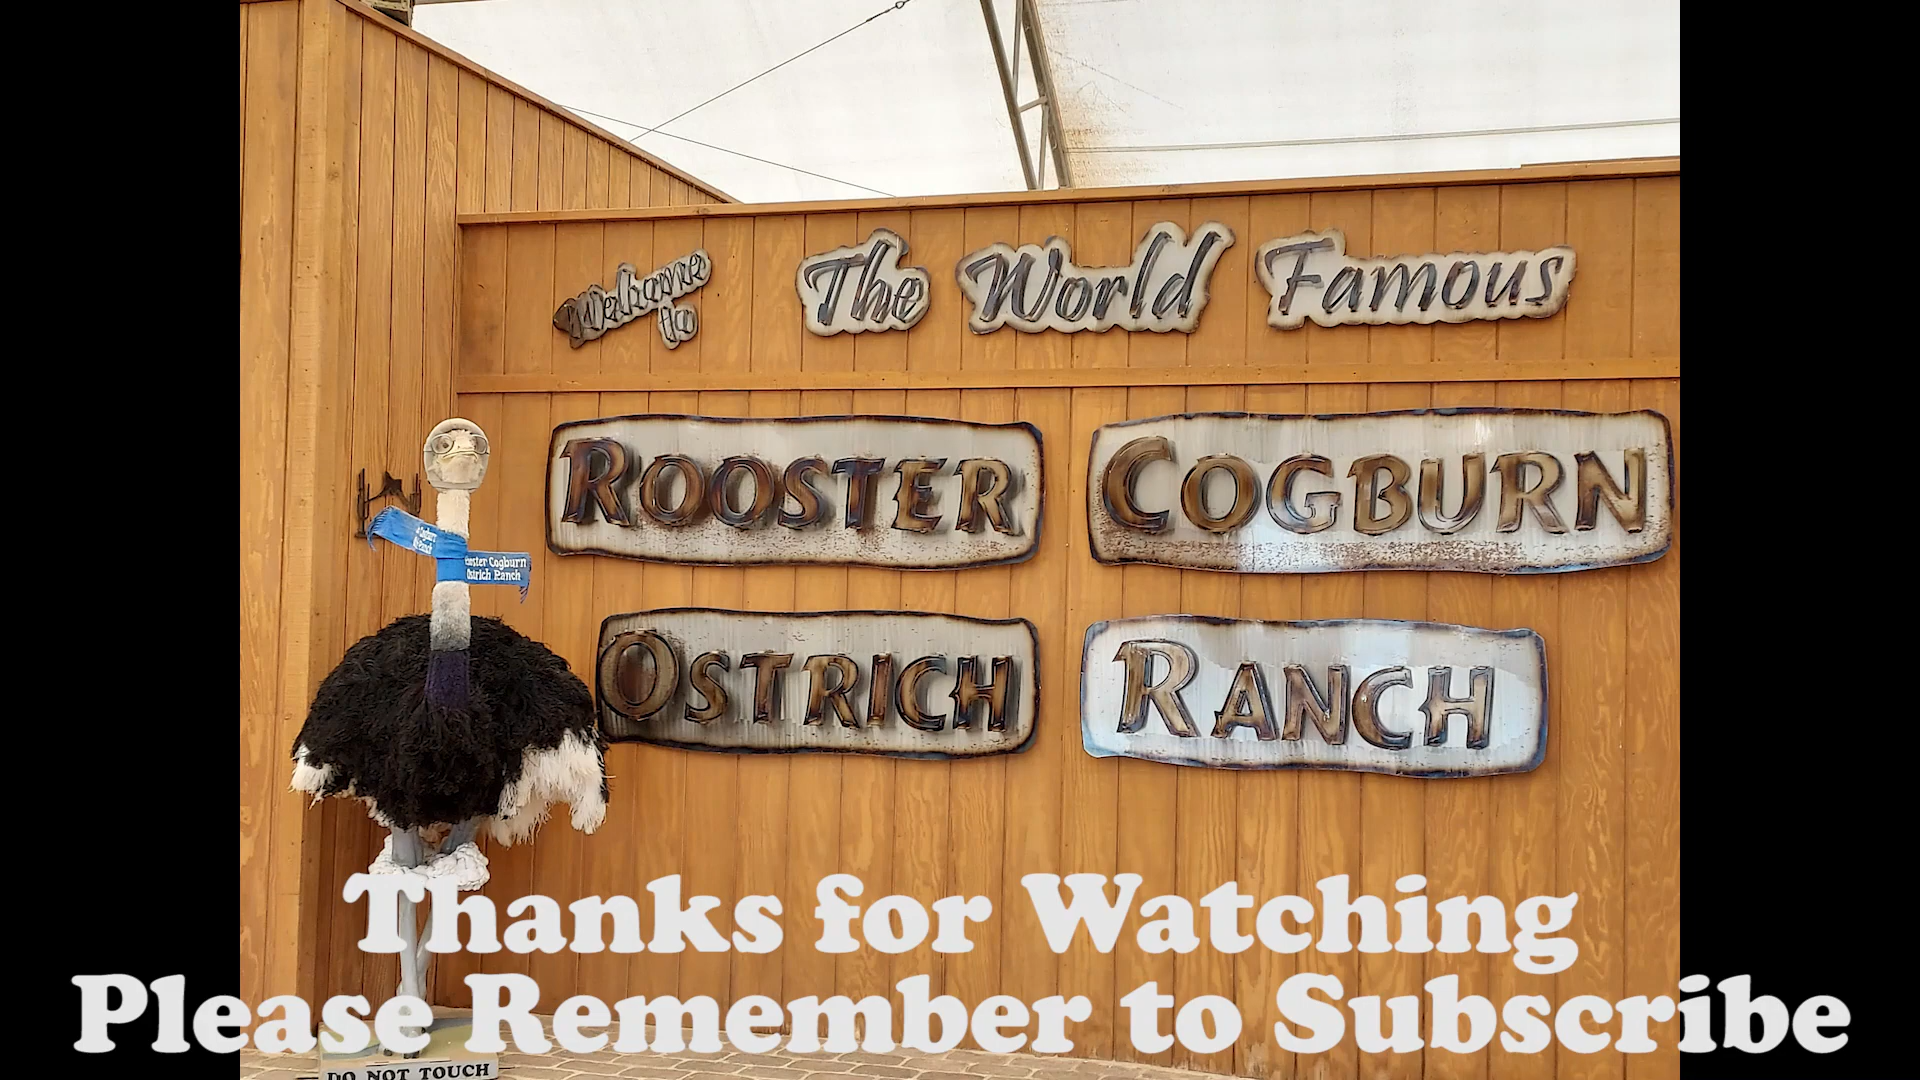 Welcome
to
The World Famous
ROOSTER COGBURN
OSTRICH RANCH
Rooster Cogburn
Ostrich Ranch
Thanks for Watching
Please Remember to Subscribe
DO NOT TOUCH